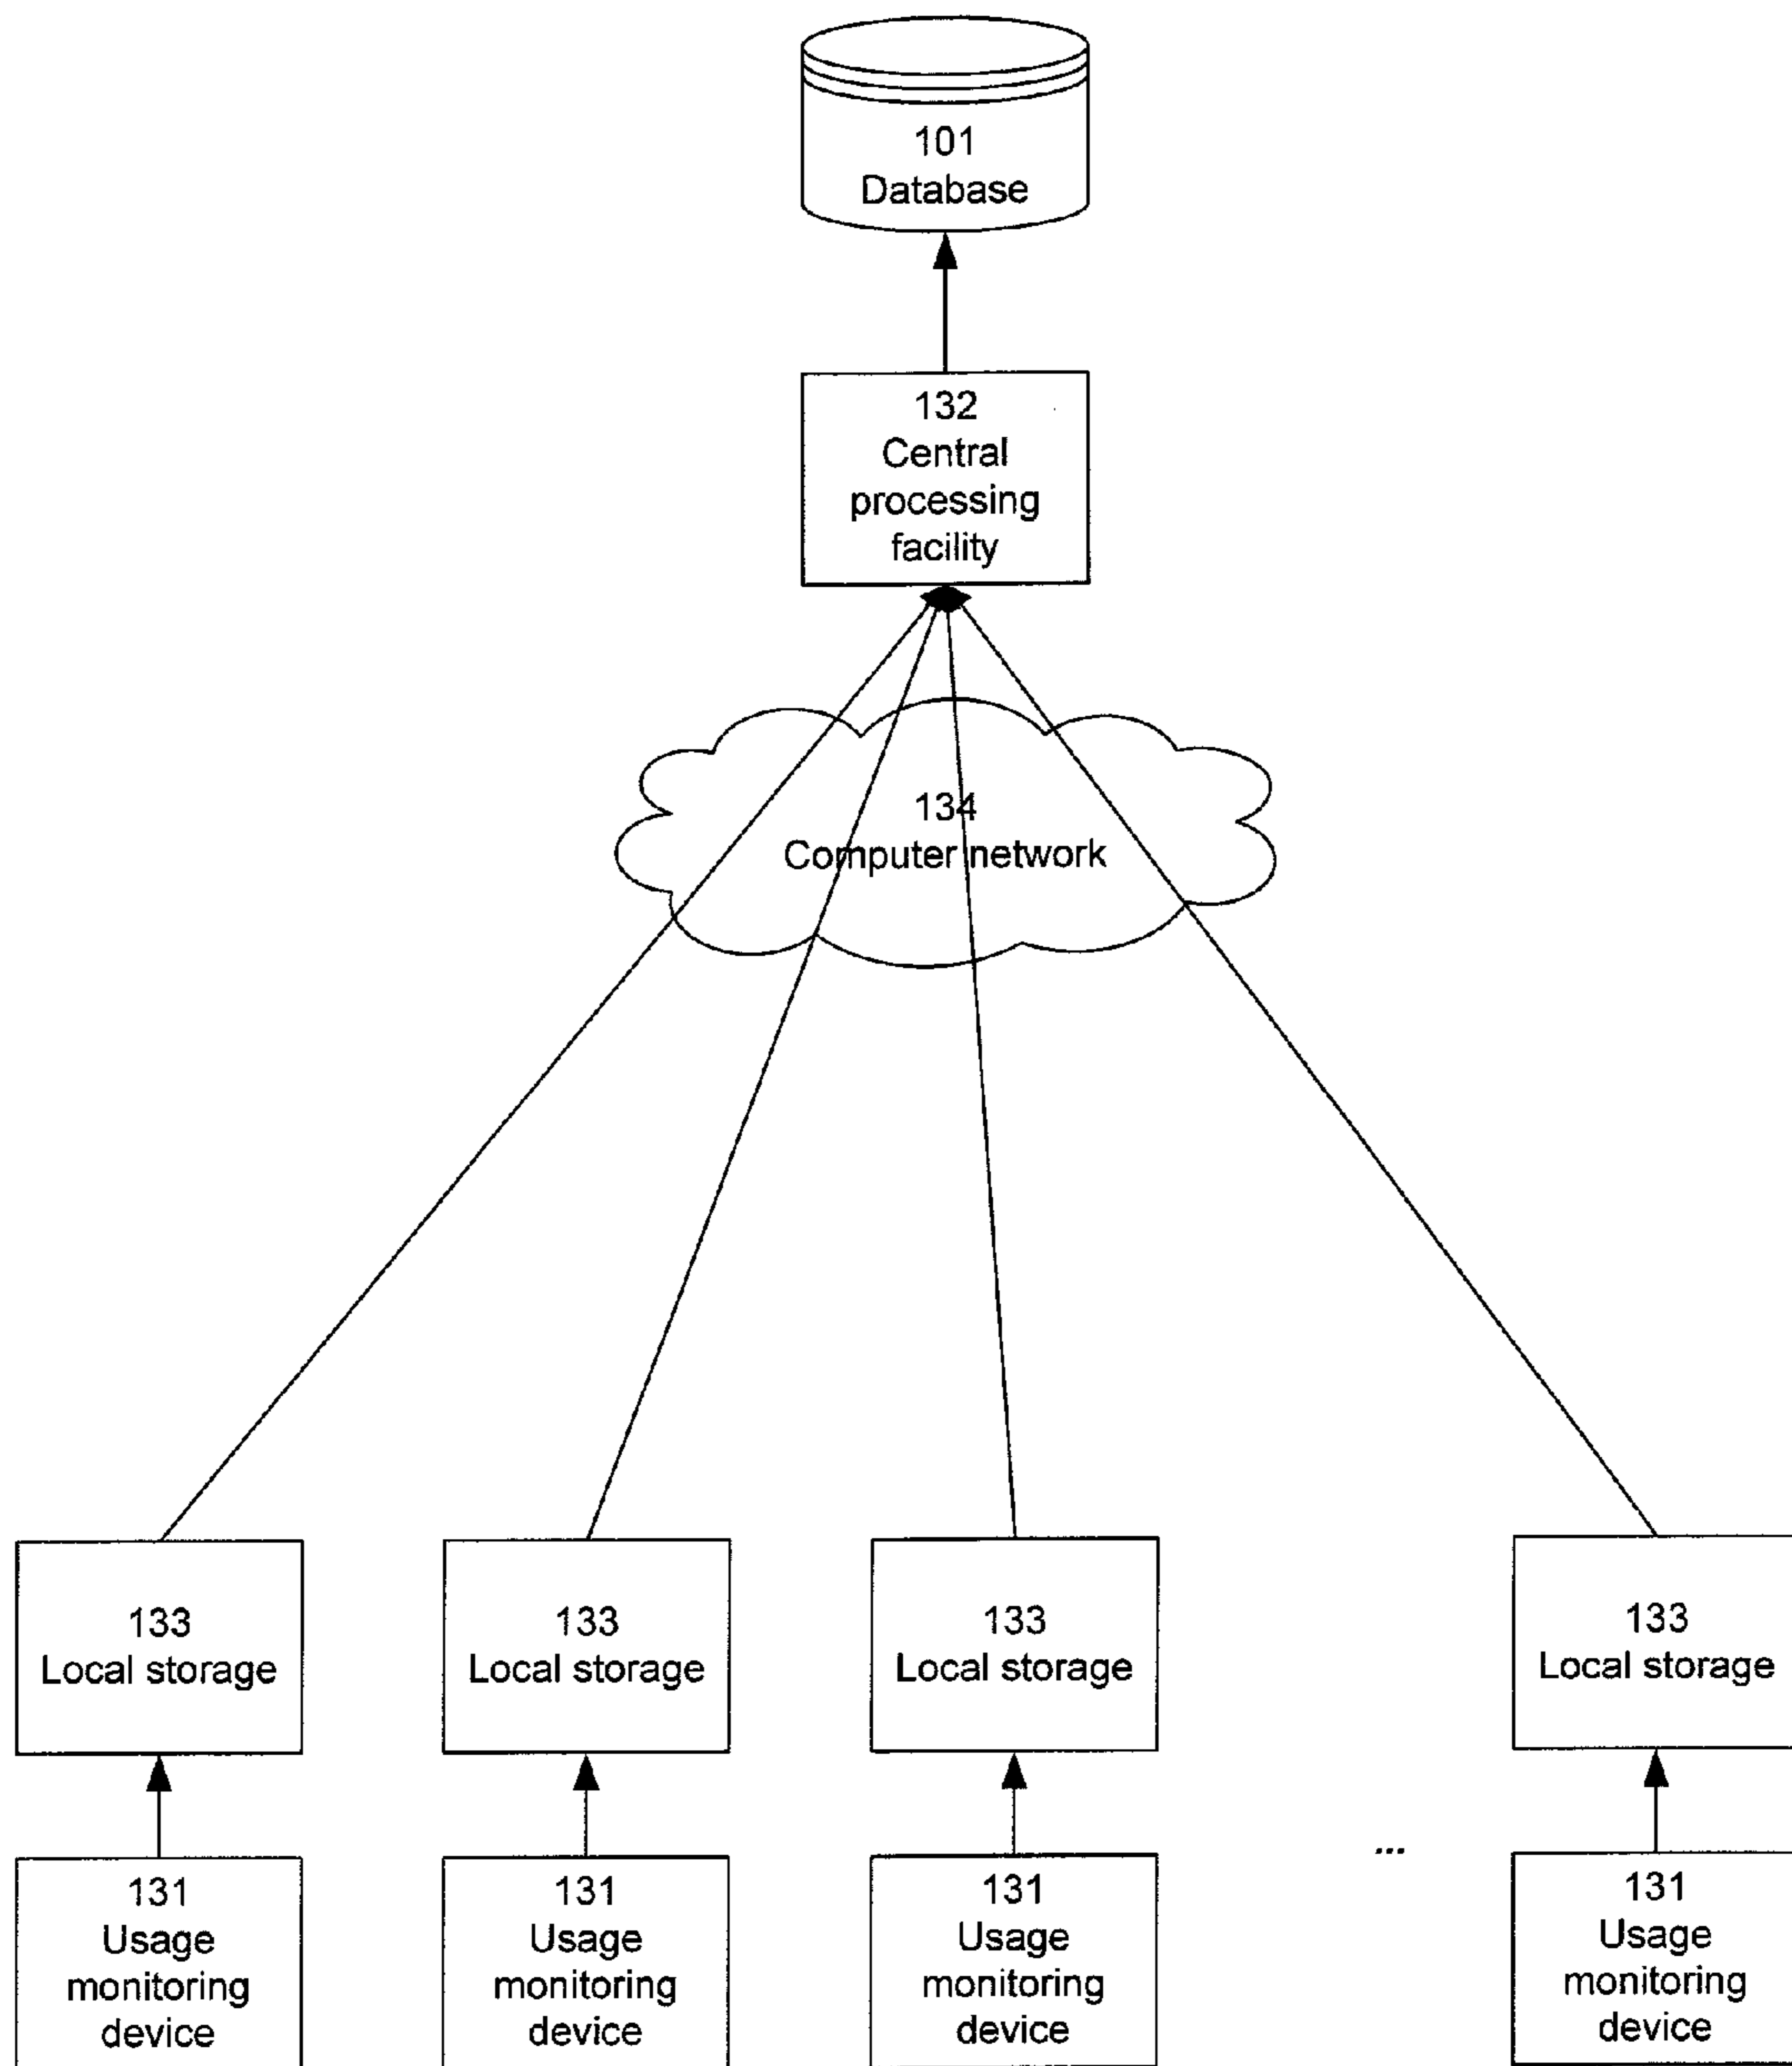 101
Database
132
Central
processing
facility
134
Computer network
133
Local storage
133
Local storage
133
Local storage
133
Local storage
...
131
Usage
monitoring
device
131
Usage
monitoring
device
131
Usage
monitoring
device
131
Usage
monitoring
device